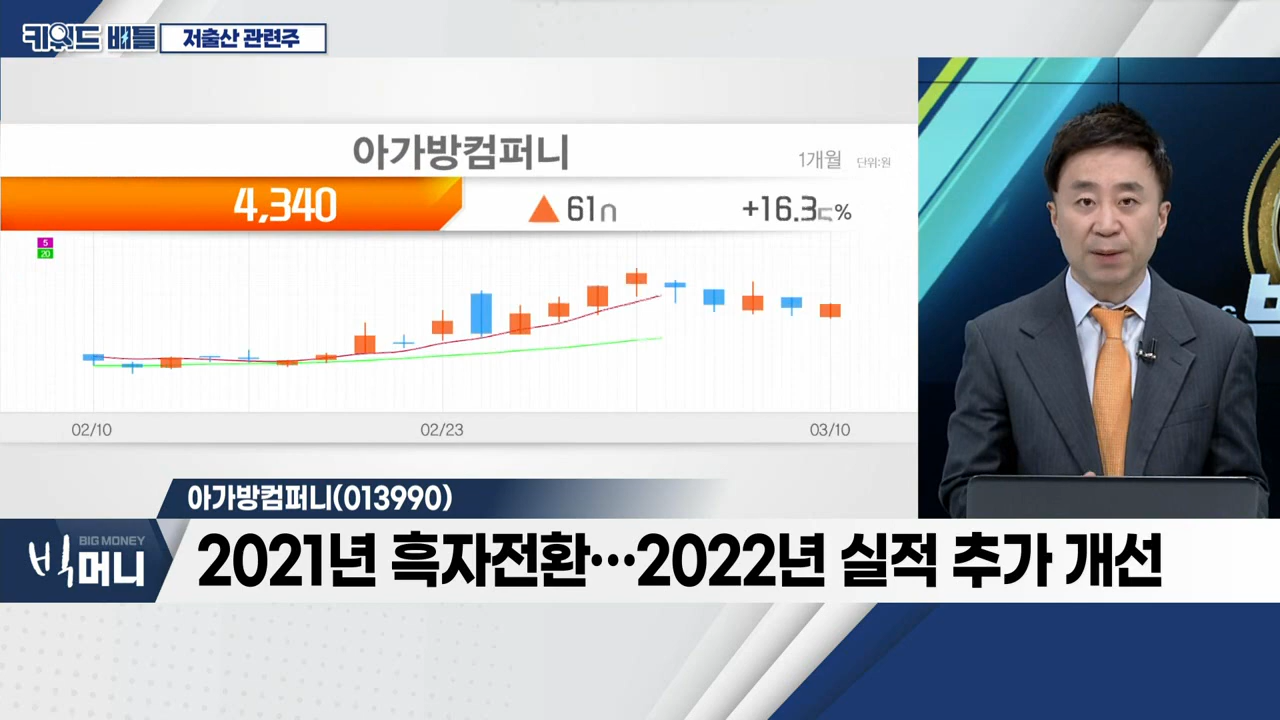 키워드 배틀
저출산 관련주
아가방컴퍼니
1개월 단위:원
4,340 ▲ 61 +16.3 %
5
20
02/10 02/23 03/10
아가방컴퍼니(013990)
BIG MONEY
빅머니
2021년 흑자전환…2022년 실적 추가 개선